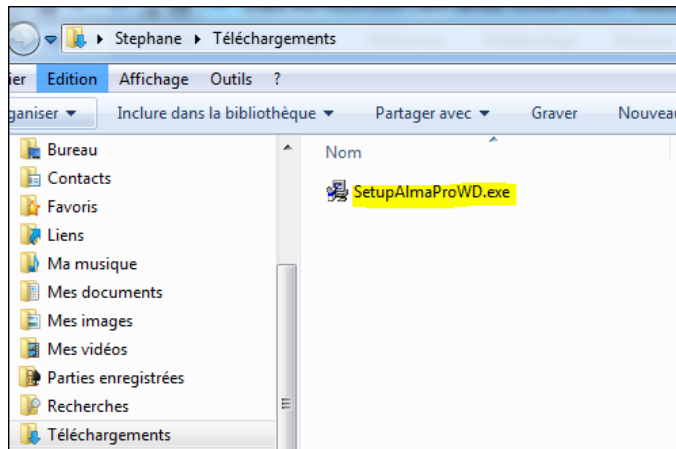 Stephane Téléchargements
ier Edition Affichage Outils ?
ganiser Inclure dans la bibliothèque Partager avec Graver Nouveau
Nom
SetupAlmaProWD.exe
Bureau
Contacts
Favoris
Liens
Ma musique
Mes documents
Mes images
Mes vidéos
Parties enregistrées
Recherches
Téléchargements